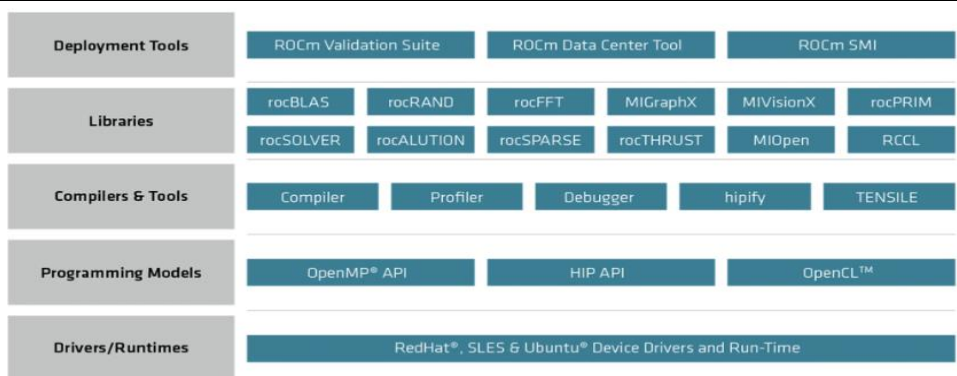 Deployment Tools
ROCm Validation Suite ROCm Data Center Tool ROCm SMI
Libraries
rocBLAS rocRAND rocFFT MIGraphX MIVisionX rocPRIM
rocSOLVER rocALUTION rocSPARSE rocTHRUST MIOpen RCCL
Compilers & Tools
Compiler Profiler Debugger hipify TENSILE
Programming Models
OpenMP® API HIP API OpenCL™
Drivers/Runtimes
RedHat®, SLES & Ubuntu® Device Drivers and Run-Time